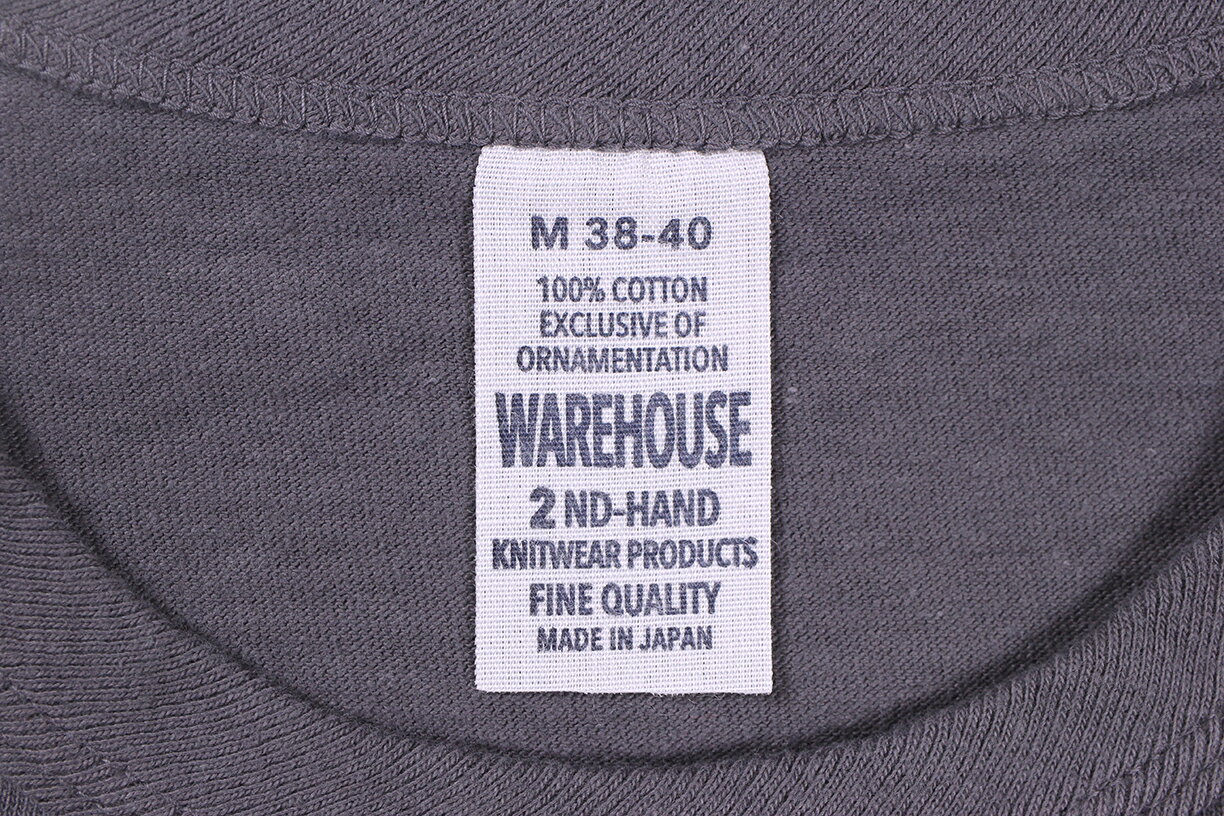 M 38-40
100% COTTON
EXCLUSIVE OF
ORNAMENTATION
WAREHOUSE
2 ND-HAND
KNITWEAR PRODUCTS
FINE QUALITY
MADE IN JAPAN